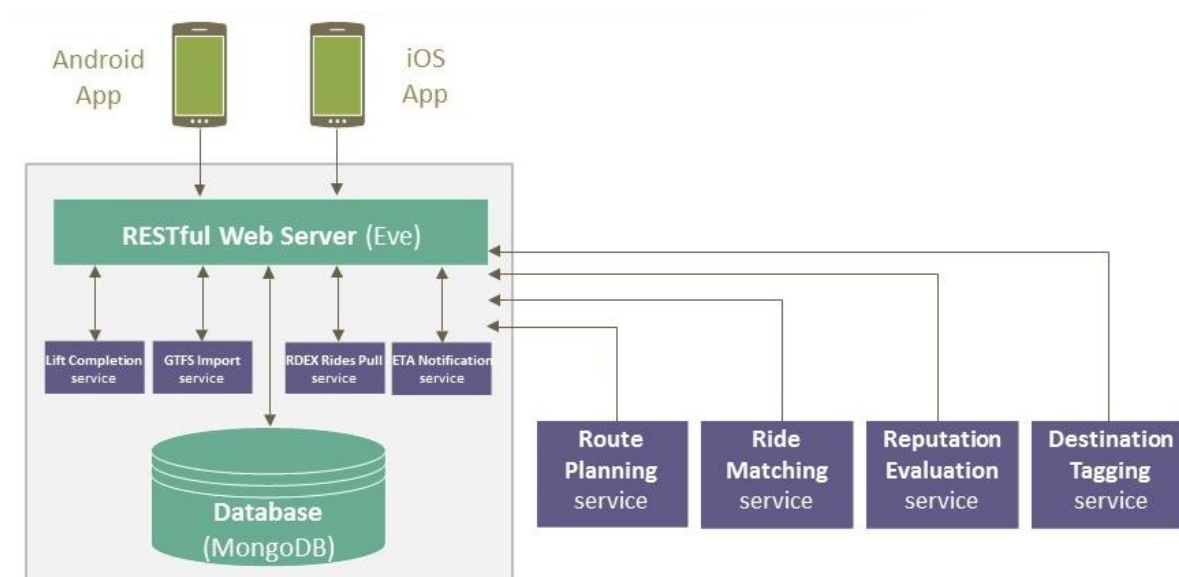 Android
App
iOS
App
RESTful Web Server (Eve)
Lift Completion
service
GTFS Import
service
RDEX Rides Pull
service
ETA Notification
service
Database
(MongoDB)
Route
Planning
service
Ride
Matching
service
Reputation
Evaluation
service
Destination
Tagging
service